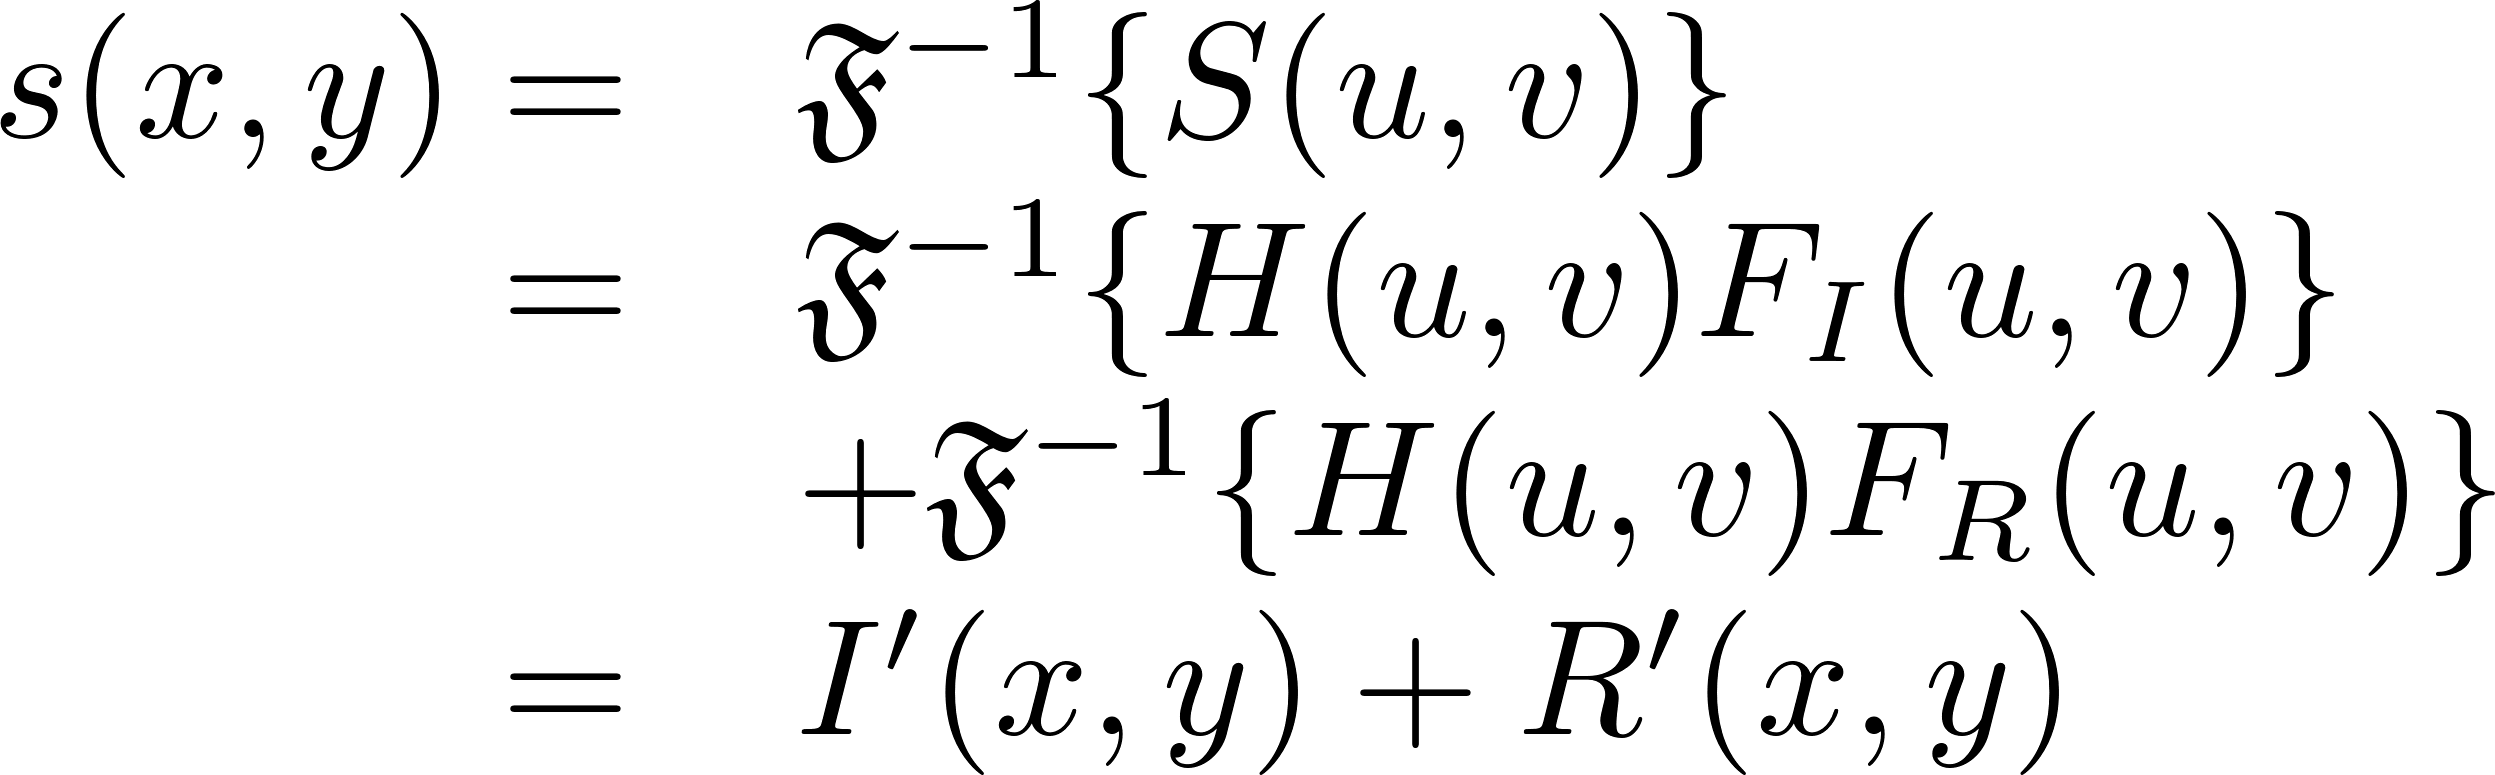 s(x, y) = 𝔉^{-1}{S(u, v)}
= 𝔉^{-1}{H(u, v)F_I(u, v)}
+ 𝔉^{-1}{H(u, v)F_R(u, v)}
= I′(x, y) + R′(x, y)